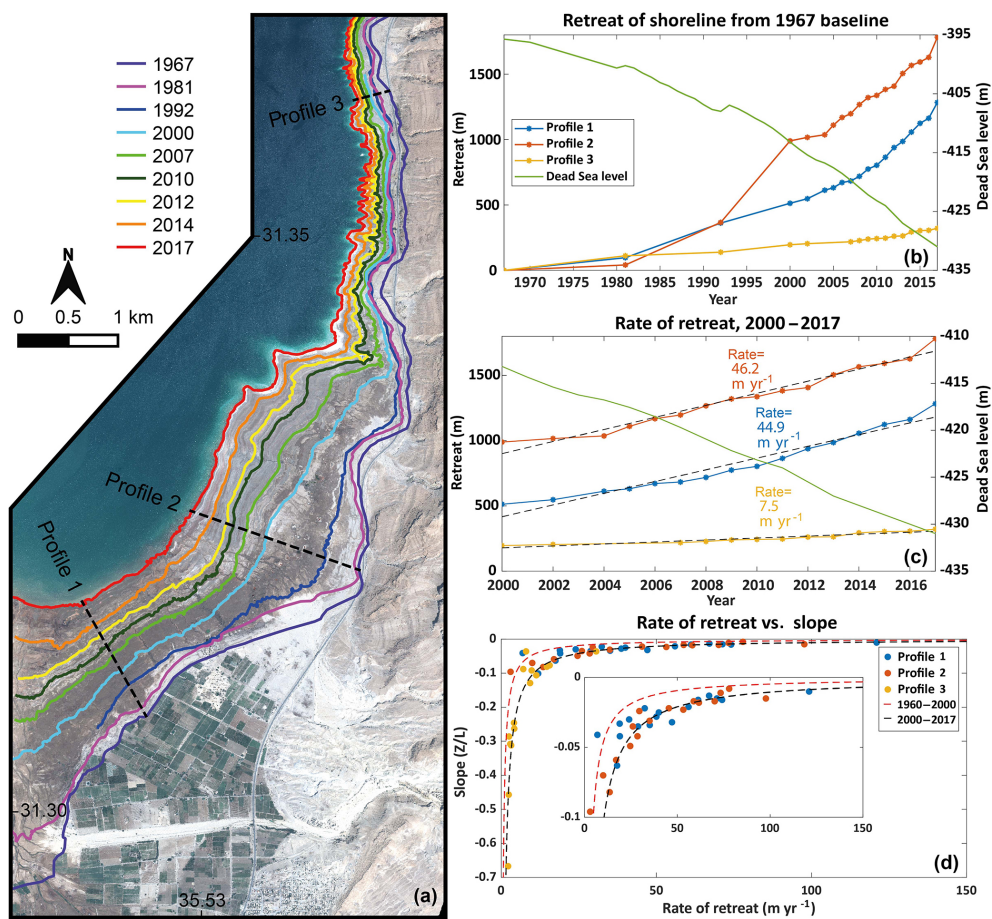 1967
1981
1992
2000
2007
2010
2012
2014
2017
N
0 0.5 1 km
Profile 3
31.35
Profile 2
Profile 1
31.30
35.53
(a)
Retreat of shoreline from 1967 baseline
1500
1000
500
0
Retreat (m)
-395
-405
-415
-425
-435
Dead Sea level (m)
Profile 1
Profile 2
Profile 3
Dead Sea level
(b)
1970 1975 1980 1985 1990 1995 2000 2005 2010 2015
Year
Rate of retreat, 2000–2017
1500
1000
500
0
Retreat (m)
-410
-415
-420
-425
-430
-435
Dead Sea level (m)
Rate=
46.2
m yr-1
Rate=
44.9
m yr-1
Rate=
7.5
m yr-1
(c)
2000 2002 2004 2006 2008 2010 2012 2014 2016
Year
Rate of retreat vs. slope
0
-0.1
-0.2
-0.3
-0.4
-0.5
-0.6
-0.7
Slope (Z/L)
Profile 1
Profile 2
Profile 3
1960–2000
2000–2017
0
-0.05
-0.1
0 50 100 150
(d)
0 50 100 150
Rate of retreat (m yr -1)